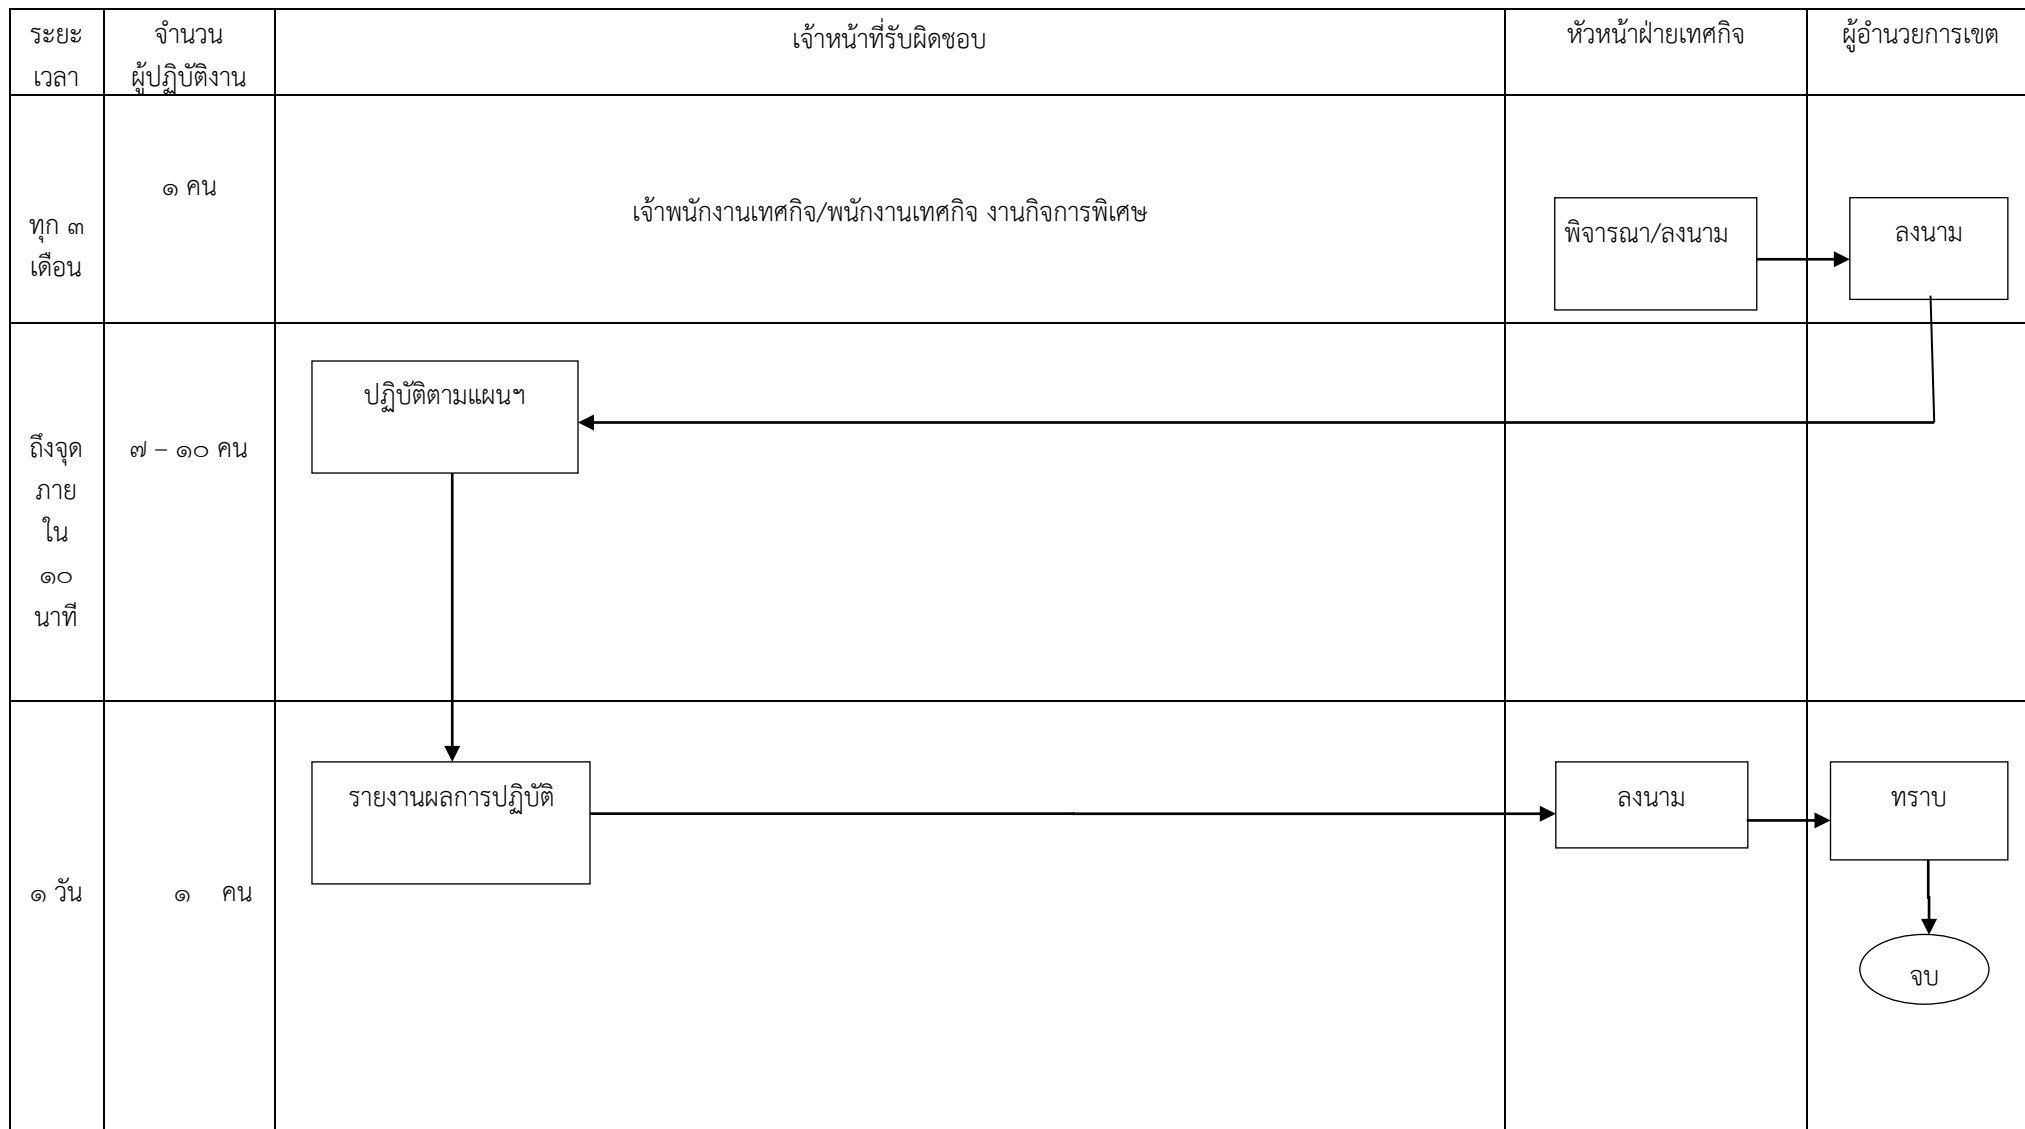 ระยะ
เวลา
จำนวน
ผู้ปฏิบัติงาน
เจ้าหน้าที่รับผิดชอบ
หัวหน้าฝ่ายเทศกิจ
ผู้อำนวยการเขต
ทุก ๓
เดือน
๑ คน
เจ้าพนักงานเทศกิจ/พนักงานเทศกิจ งานกิจการพิเศษ
พิจารณา/ลงนาม
ลงนาม
ถึงจุด
ภาย
ใน
๑๐
นาที
๗ – ๑๐ คน
ปฏิบัติตามแผนฯ
๑ วัน
๑ คน
รายงานผลการปฏิบัติ
ลงนาม
ทราบ
จบ